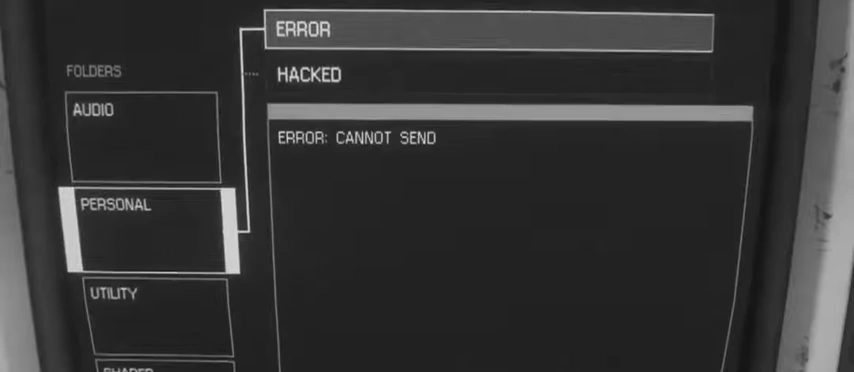 ERROR
HACKED
FOLDERS
AUDIO
ERROR: CANNOT SEND
PERSONAL
UTILITY